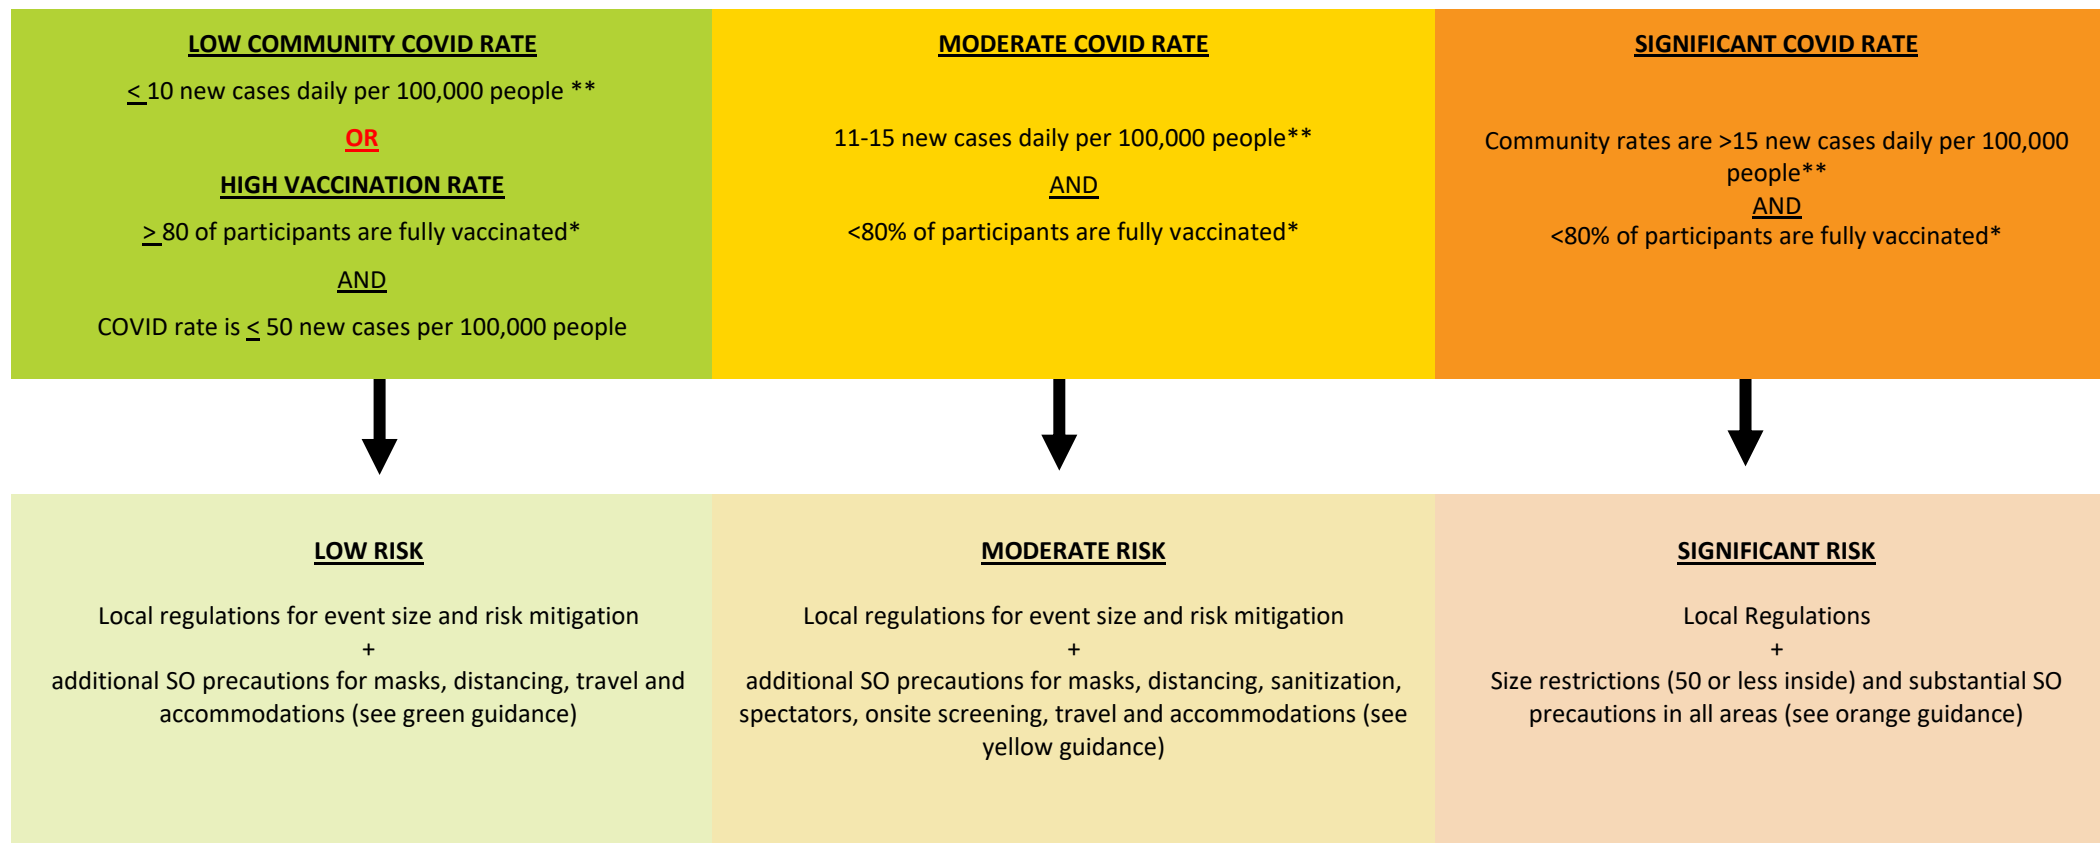 LOW COMMUNITY COVID RATE
< 10 new cases daily per 100,000 people **
OR
HIGH VACCINATION RATE
> 80 of participants are fully vaccinated*
AND
COVID rate is < 50 new cases per 100,000 people
MODERATE COVID RATE
11-15 new cases daily per 100,000 people**
AND
<80% of participants are fully vaccinated*
SIGNIFICANT COVID RATE
Community rates are >15 new cases daily per 100,000
people**
AND
<80% of participants are fully vaccinated*
LOW RISK
Local regulations for event size and risk mitigation
+
additional SO precautions for masks, distancing, travel and
accommodations (see green guidance)
MODERATE RISK
Local regulations for event size and risk mitigation
+
additional SO precautions for masks, distancing, sanitization,
spectators, onsite screening, travel and accommodations (see
yellow guidance)
SIGNIFICANT RISK
Local Regulations
+
Size restrictions (50 or less inside) and substantial SO
precautions in all areas (see orange guidance)